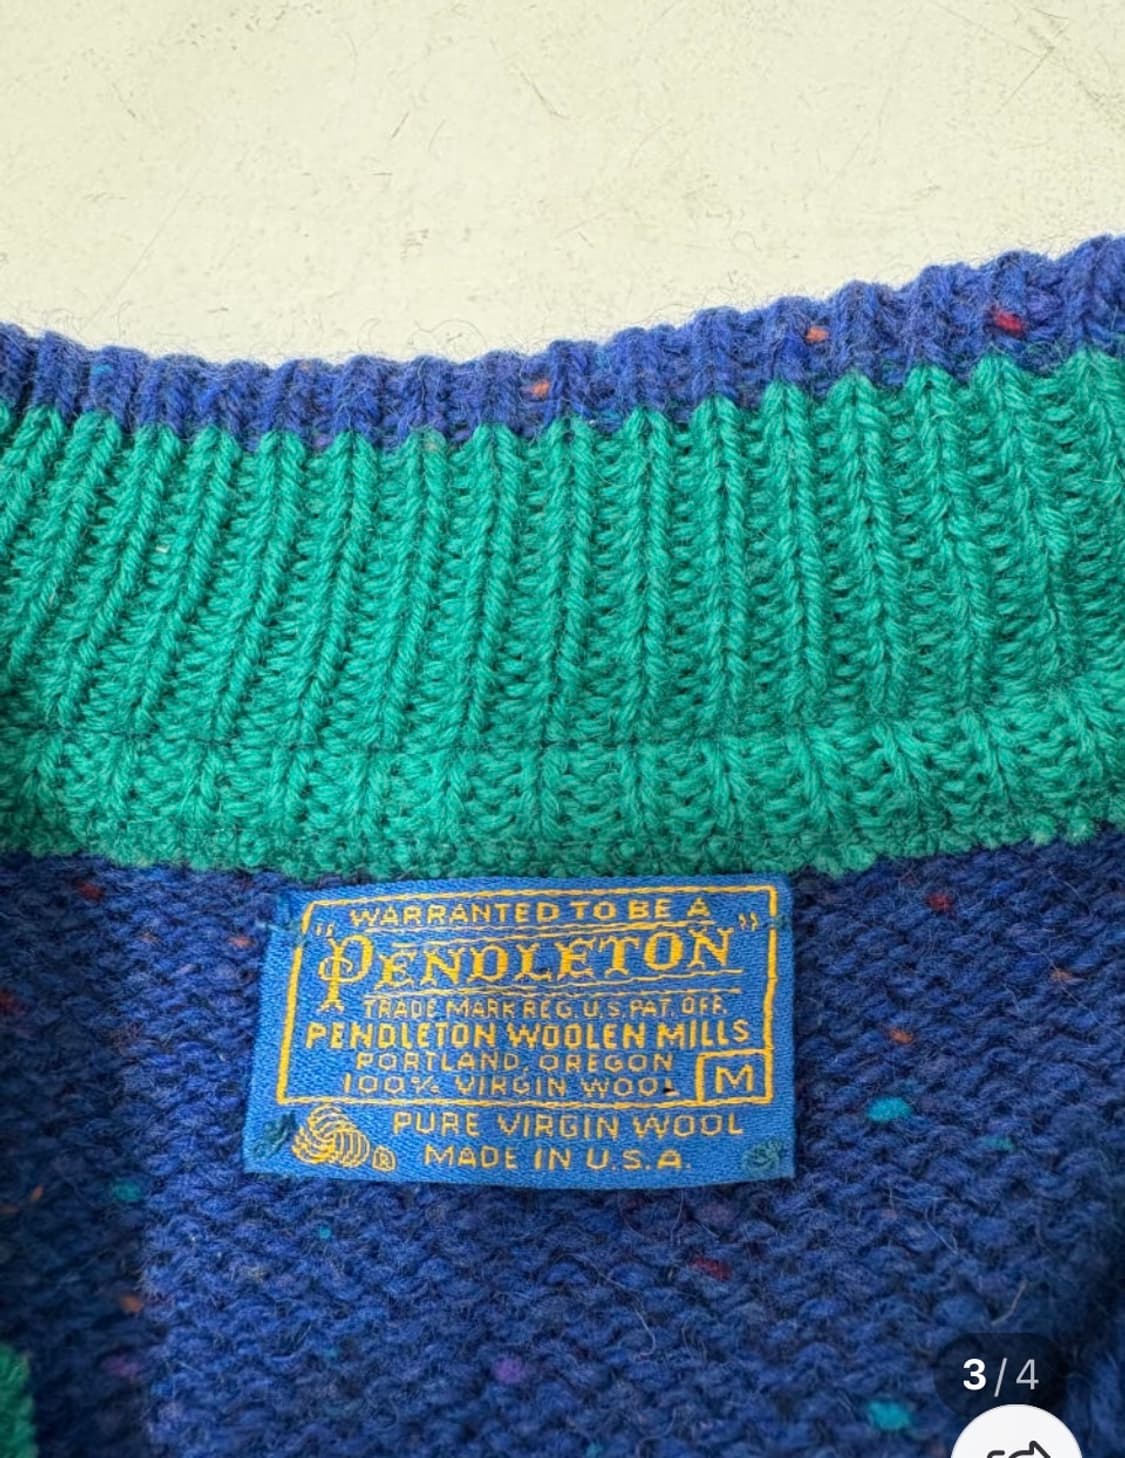 WARRANTED TO BE A
"PENDLETON"
TRADE MARK REG. U.S. PAT. OFF.
PENDLETON WOOLEN MILLS
PORTLAND, OREGON
100% VIRGIN WOOL M
PURE VIRGIN WOOL
® MADE IN U.S.A.
3/4